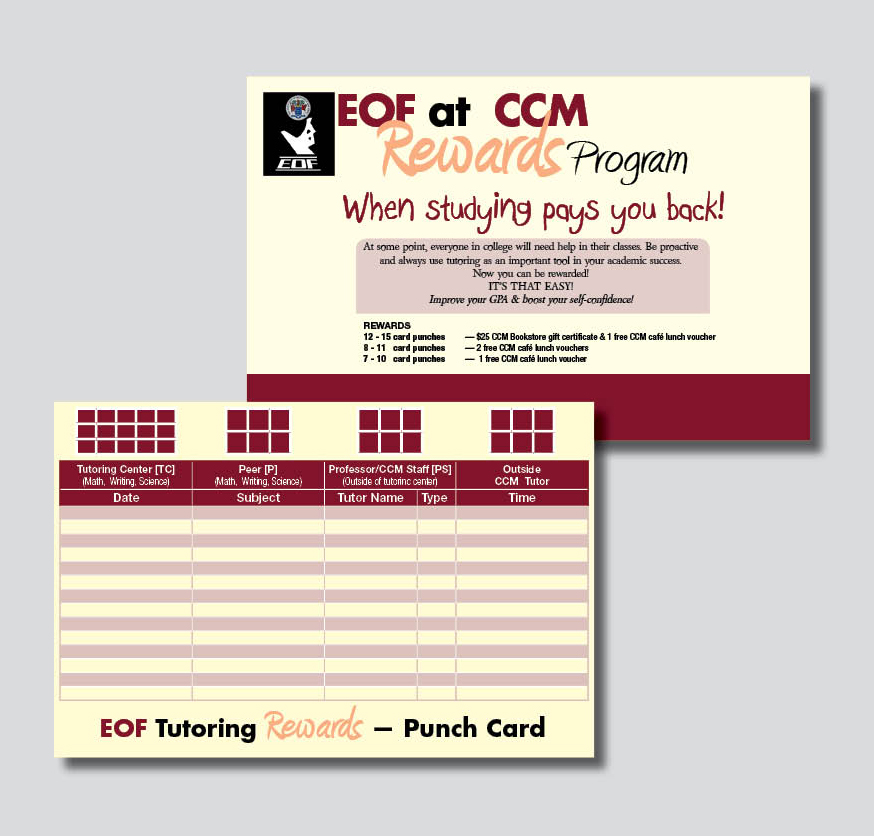 EOF at CCM
Rewards Program
EOF
When studying pays you back!
At some point, everyone in college will need help in their classes. Be proactive
and always use tutoring as an important tool in your academic success.
Now you can be rewarded!
IT'S THAT EASY!
Improve your GPA & boost your self-confidence!
REWARDS
12 - 15 card punches — $25 CCM Bookstore gift certificate & 1 free CCM café lunch voucher
8 - 11 card punches — 2 free CCM café lunch vouchers
7 - 10 card punches — 1 free CCM café lunch voucher
Tutoring Center [TC] Peer [P] Professor/CCM Staff [PS] Outside
(Math, Writing, Science) (Math, Writing, Science) (Outside of tutorinc center) CCM Tutor
Date Subject Tutor Name Type Time
EOF Tutoring Rewards — Punch Card